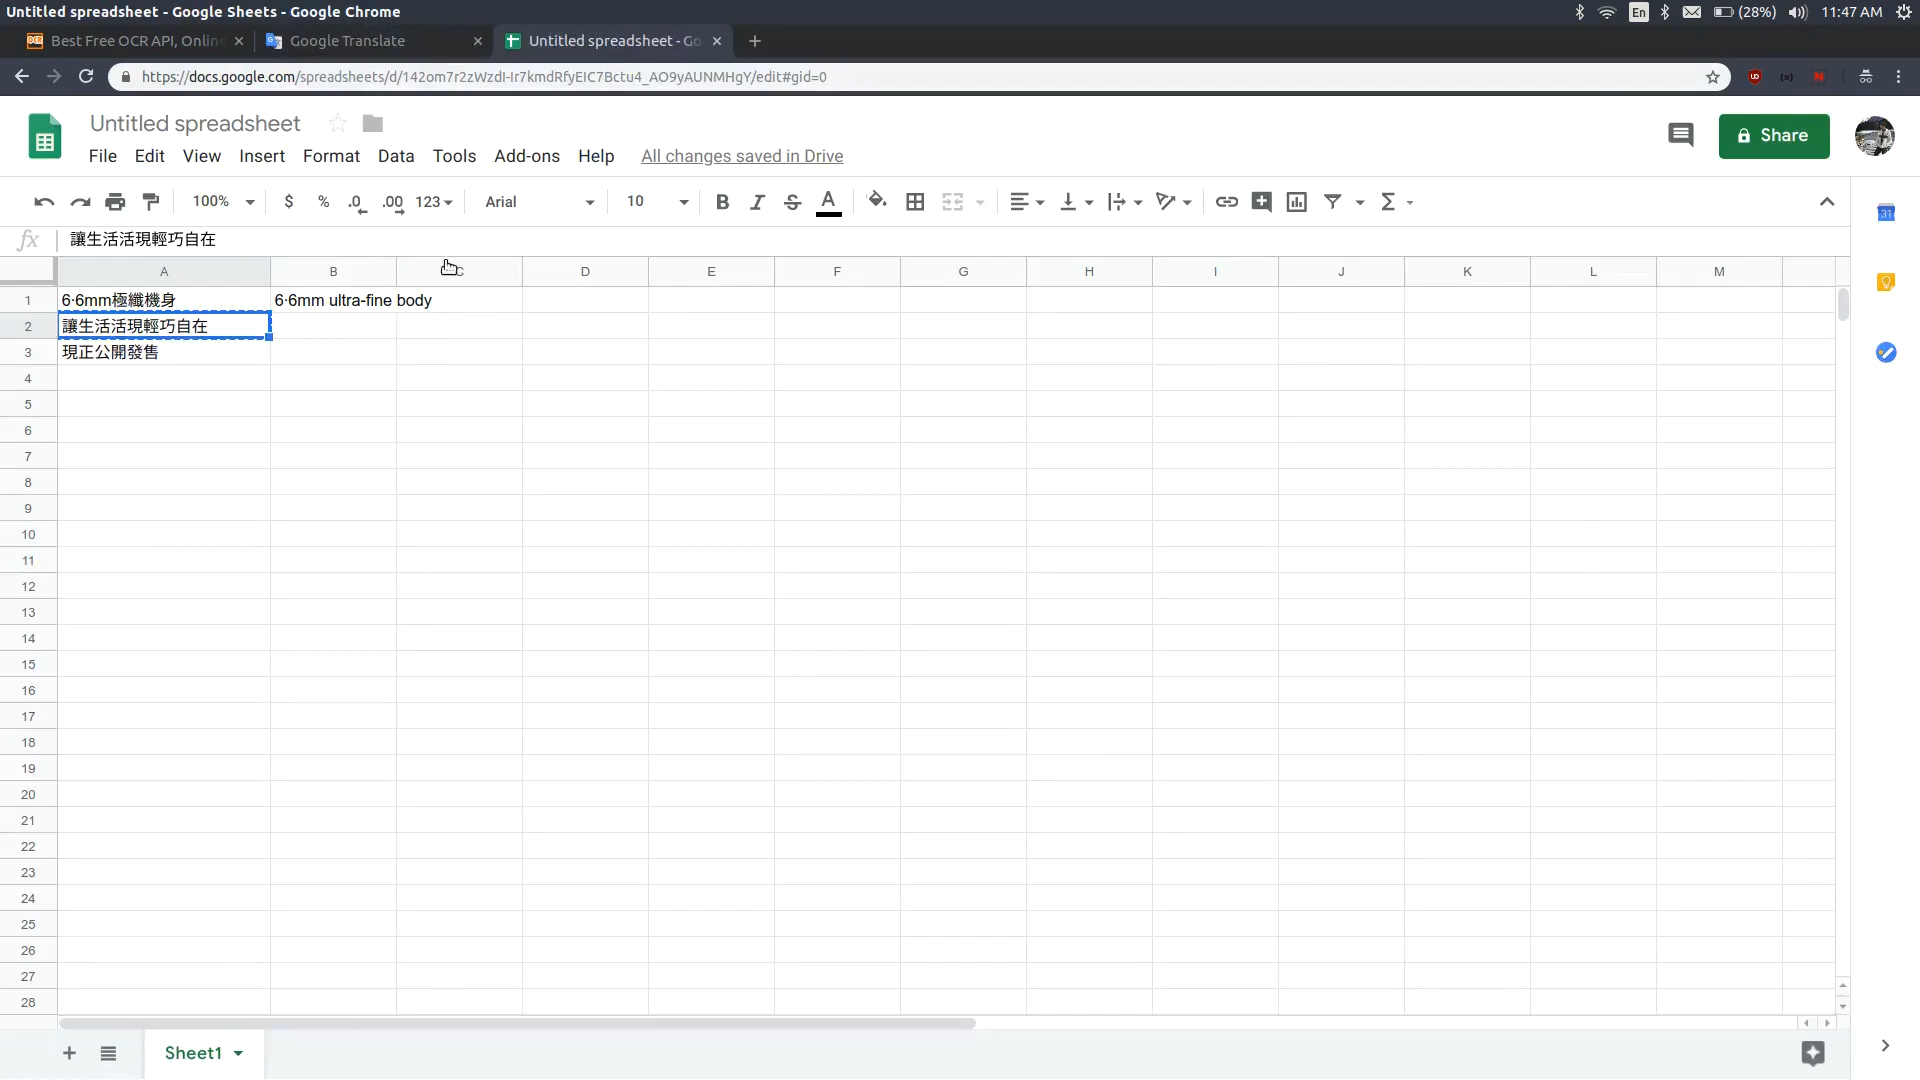 Untitled spreadsheet - Google Sheets - Google Chrome
En
(28%)
11:47 AM
Best Free OCR API, Online
Google Translate
Untitled spreadsheet - Go
https://docs.google.com/spreadsheets/d/142om7r2zWzdI-Ir7kmdRfyEIC7Bctu4_AO9yAUNMHgY/edit#gid=0
Untitled spreadsheet
File Edit View Insert Format Data Tools Add-ons Help All changes saved in Drive
Share
100% $ % .0 .00 123 Arial 10 B I S A Σ
31
fx 讓生活活現輕巧自在
A B C D E F G H I J K L M
1 6·6mm極纖機身 6·6mm ultra-fine body
2 讓生活活現輕巧自在
3 現正公開發售
4
5
6
7
8
9
10
11
12
13
14
15
16
17
18
19
20
21
22
23
24
25
26
27
28
Sheet1